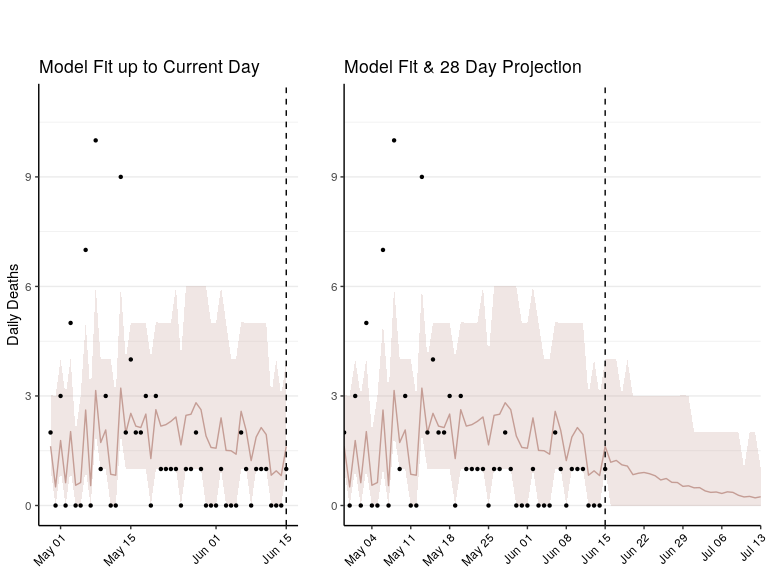 Model Fit up to Current Day
Model Fit & 28 Day Projection
Daily Deaths
9
6
3
0
9
6
3
0
May 01
May 15
Jun 01
Jun 15
May 04
May 11
May 18
May 25
Jun 01
Jun 08
Jun 15
Jun 22
Jun 29
Jul 06
Jul 13